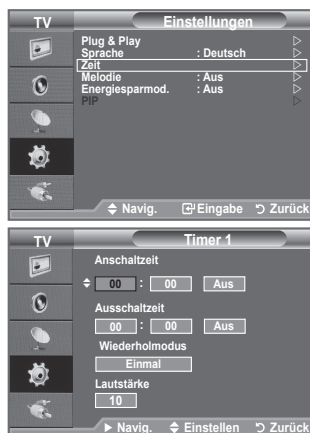 TV Einstellungen
Plug & Play
Sprache : Deutsch
Zeit
Melodie : Aus
Energiesparmod. : Aus
PIP
Navig. Eingabe Zurück
TV Timer 1
Anschaltzeit
00 : 00 Aus
Ausschaltzeit
00 : 00 Aus
Wiederholmodus
Einmal
Lautstärke
10
Navig. Einstellen Zurück